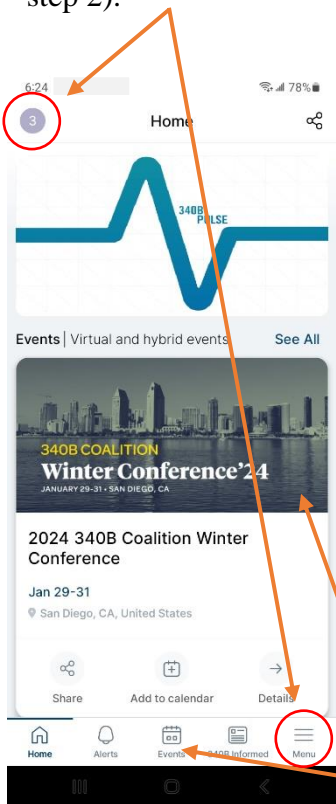 step 2).
6:24
78%
3
Home
340B
PULSE
Events | Virtual and hybrid events
See All
340B COALITION
Winter Conference'24
JANUARY 29-31 • SAN DIEGO, CA
2024 340B Coalition Winter
Conference
Jan 29-31
San Diego, CA, United States
Share
Add to calendar
Details
Home
Alerts
Events
340B Informed
Menu